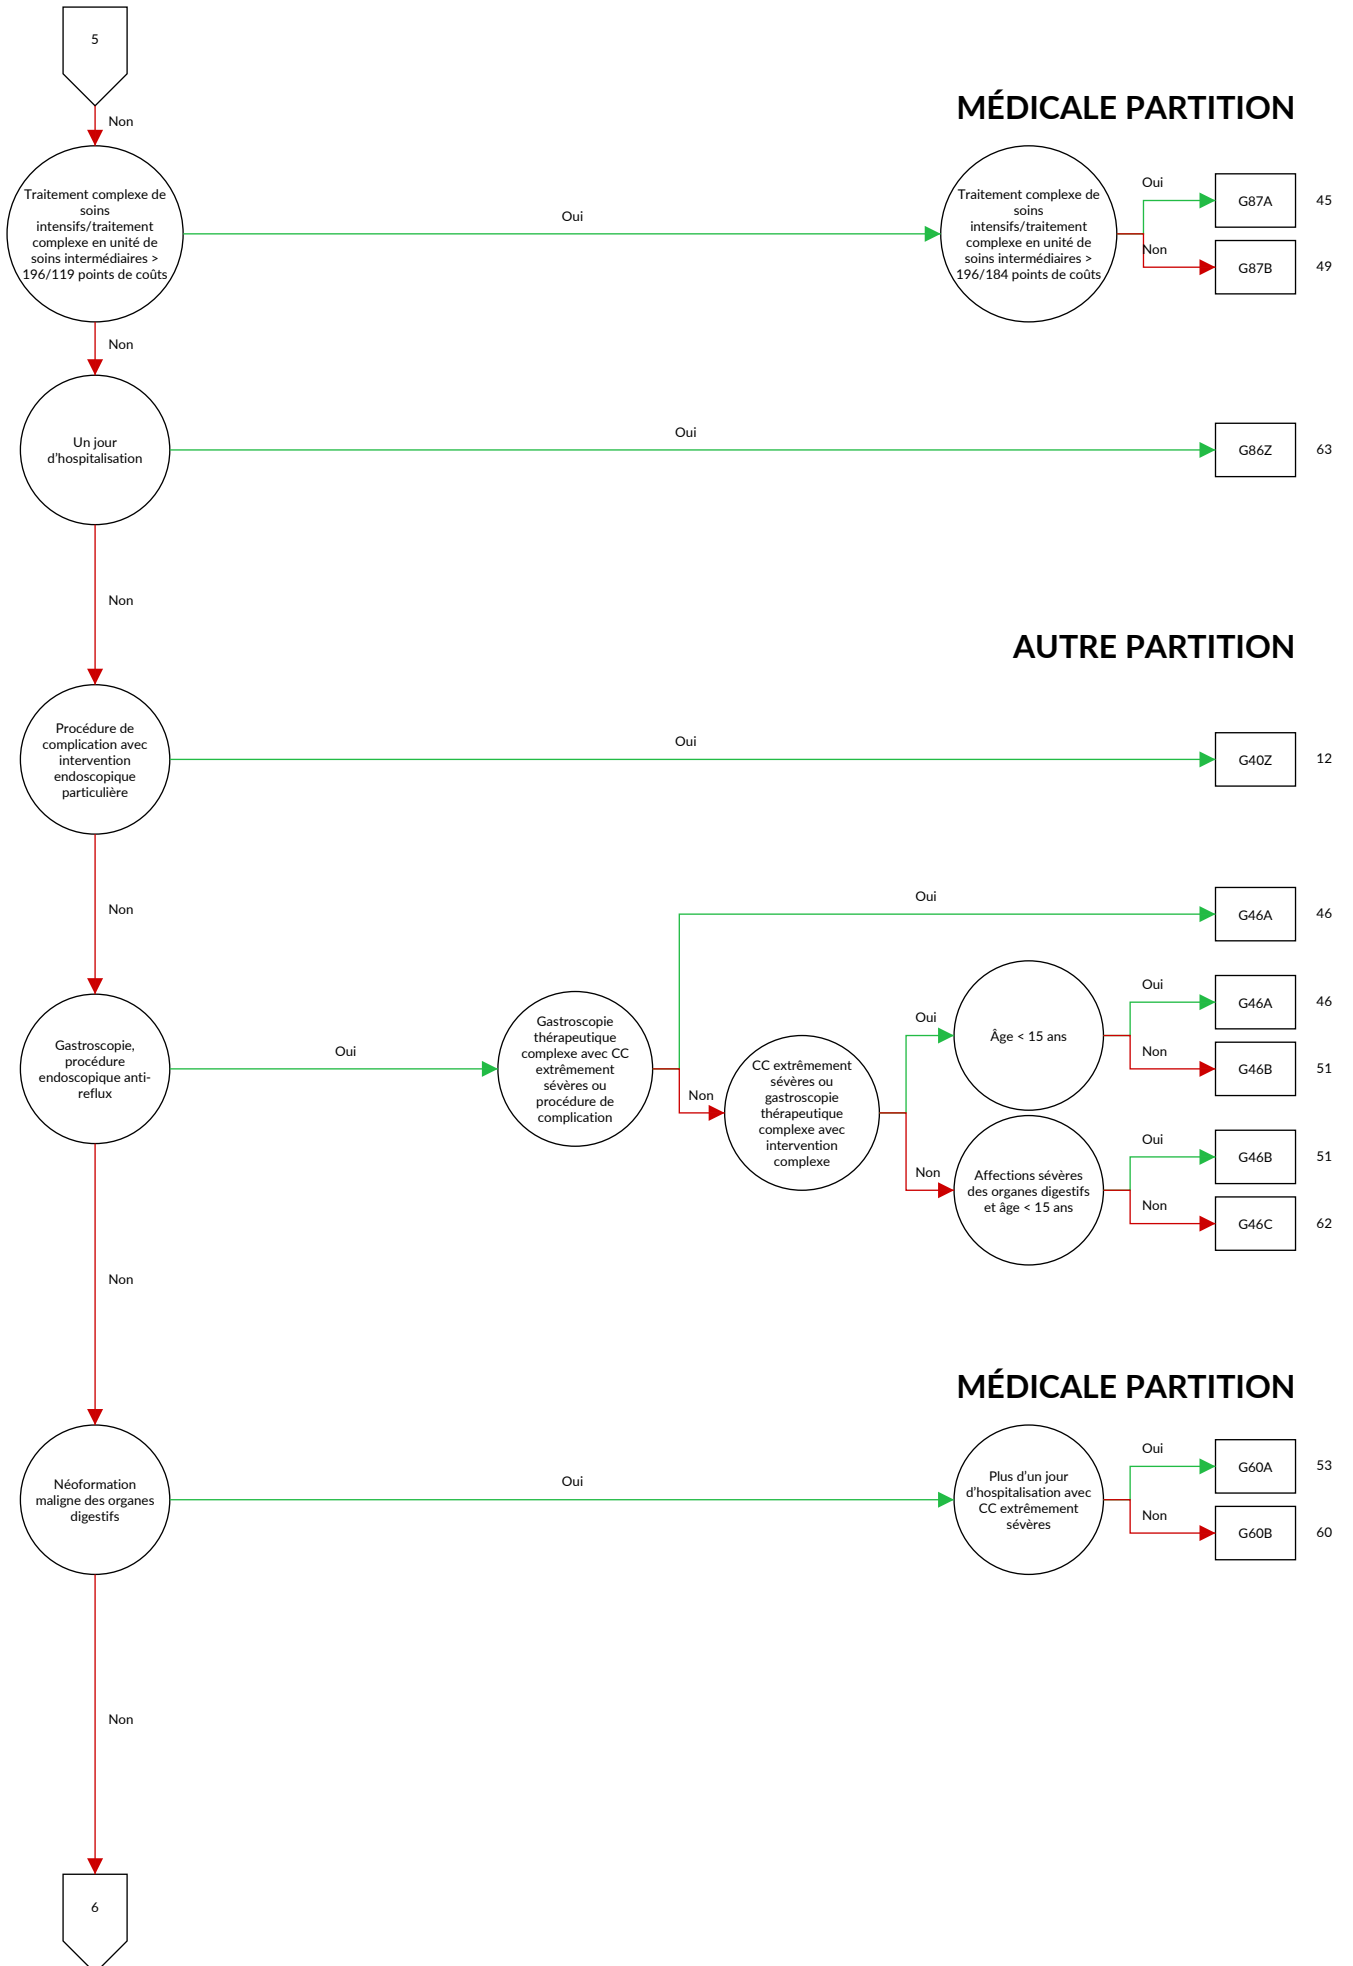 5
Non
MÉDICALE PARTITION
Traitement complexe de
soins
intensifs/traitement
complexe en unité de
soins intermédiaires >
196/119 points de coûts
Oui
Traitement complexe de
soins
intensifs/traitement
complexe en unité de
soins intermédiaires >
196/184 points de coûts
Oui
G87A
45
Non
G87B
49
Non
Un jour
d'hospitalisation
Oui
G86Z
63
Non
AUTRE PARTITION
Procédure de
complication avec
intervention
endoscopique
particulière
Oui
G40Z
12
Non
Gastroscopie,
procédure
endoscopique anti-
reflux
Oui
Gastroscopie
thérapeutique
complexe avec CC
extrêmement
sévères ou
procédure de
complication
Oui
G46A
46
Non
CC extrêmement
sévères ou
gastroscopie
thérapeutique
complexe avec
intervention
complexe
Oui
Âge < 15 ans
Oui
G46A
46
Non
G46B
51
Non
Affections sévères
des organes digestifs
et âge < 15 ans
Oui
G46B
51
Non
G46C
62
Non
MÉDICALE PARTITION
Néoformation
maligne des organes
digestifs
Oui
Plus d'un jour
d'hospitalisation avec
CC extrêmement
sévères
Oui
G60A
53
Non
G60B
60
Non
6